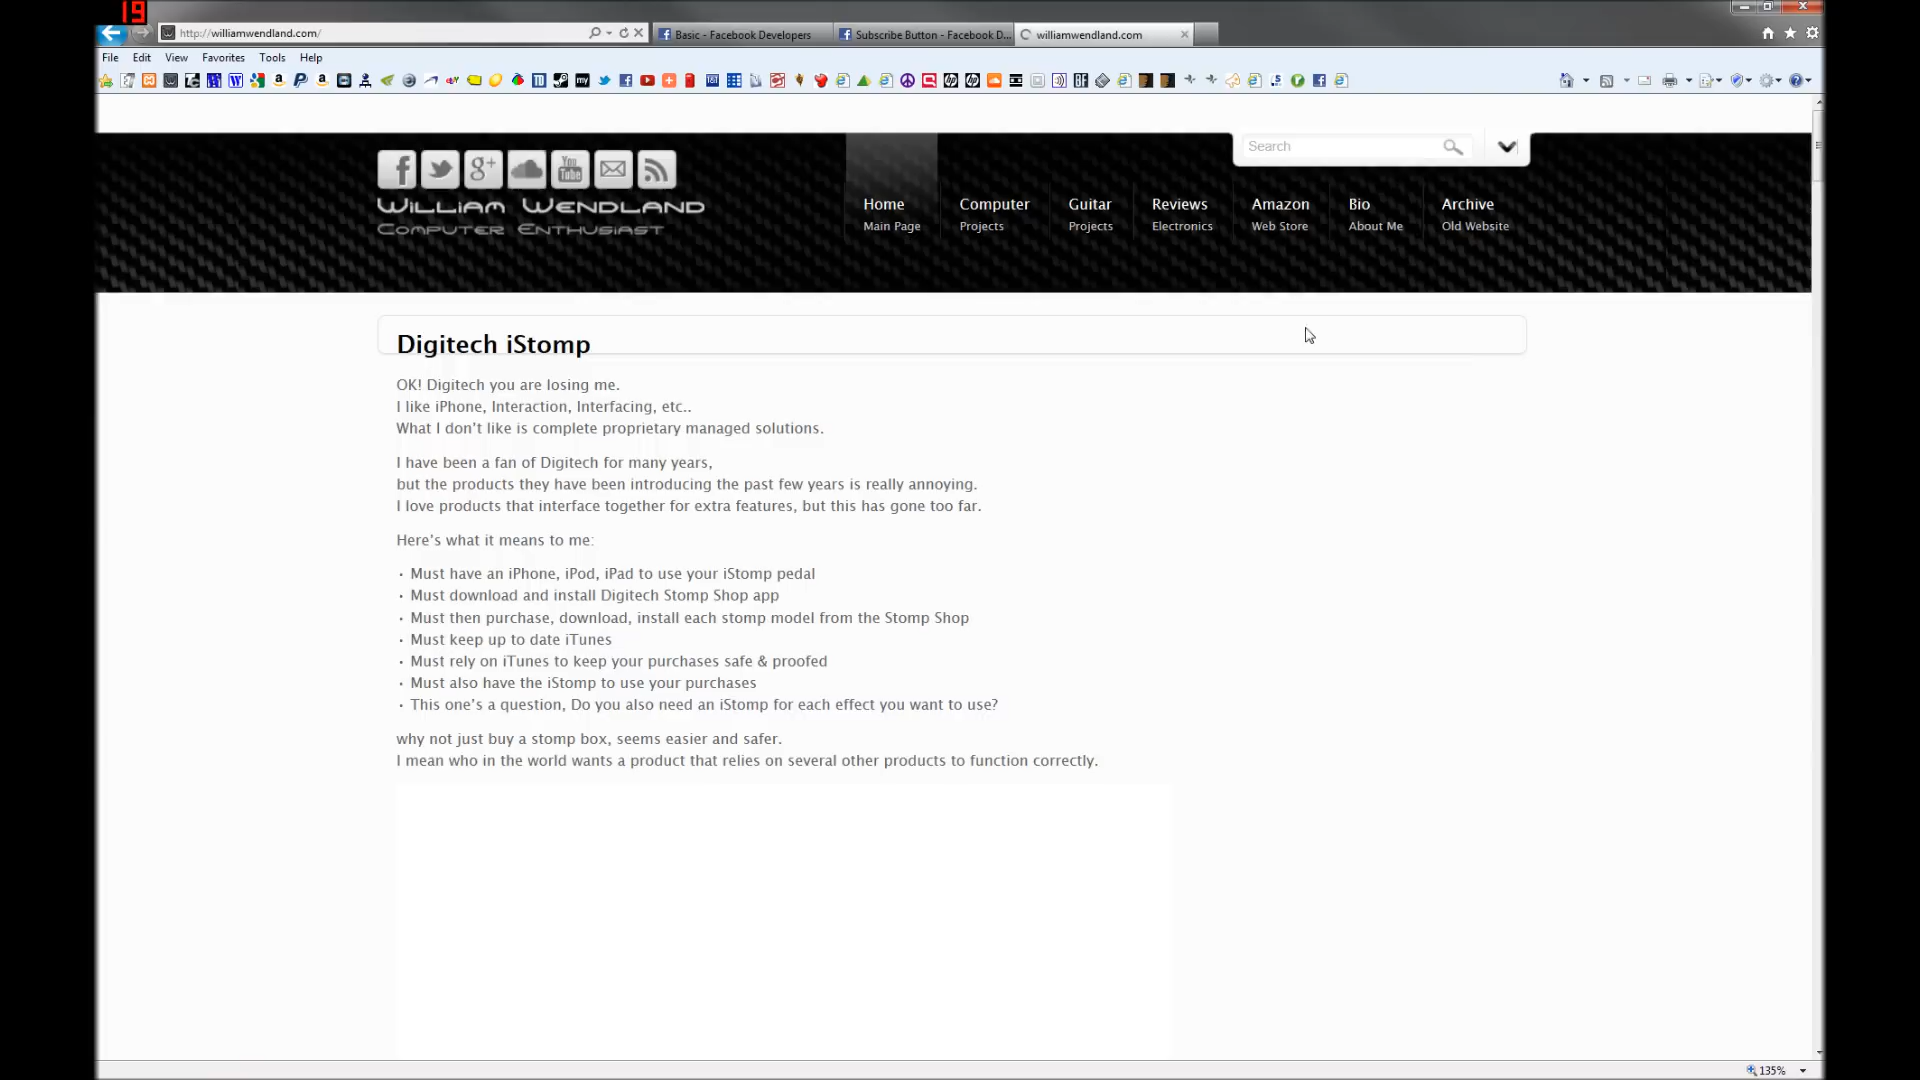 19
http://williamwendland.com/
Basic - Facebook Developers
Subscribe Button - Facebook D...
williamwendland.com
File Edit View Favorites Tools Help
Search
g+
You
Tube
William Wendland
Computer Enthusiast
Home Computer Guitar Reviews Amazon Bio Archive
Main Page Projects Projects Electronics Web Store About Me Old Website
Digitech iStomp
OK! Digitech you are losing me.
I like iPhone, Interaction, Interfacing, etc..
What I don't like is complete proprietary managed solutions.
I have been a fan of Digitech for many years,
but the products they have been introducing the past few years is really annoying.
I love products that interface together for extra features, but this has gone too far.
Here's what it means to me:
• Must have an iPhone, iPod, iPad to use your iStomp pedal
• Must download and install Digitech Stomp Shop app
• Must then purchase, download, install each stomp model from the Stomp Shop
• Must keep up to date iTunes
• Must rely on iTunes to keep your purchases safe & proofed
• Must also have the iStomp to use your purchases
• This one's a question, Do you also need an iStomp for each effect you want to use?
why not just buy a stomp box, seems easier and safer.
I mean who in the world wants a product that relies on several other products to function correctly.
135%